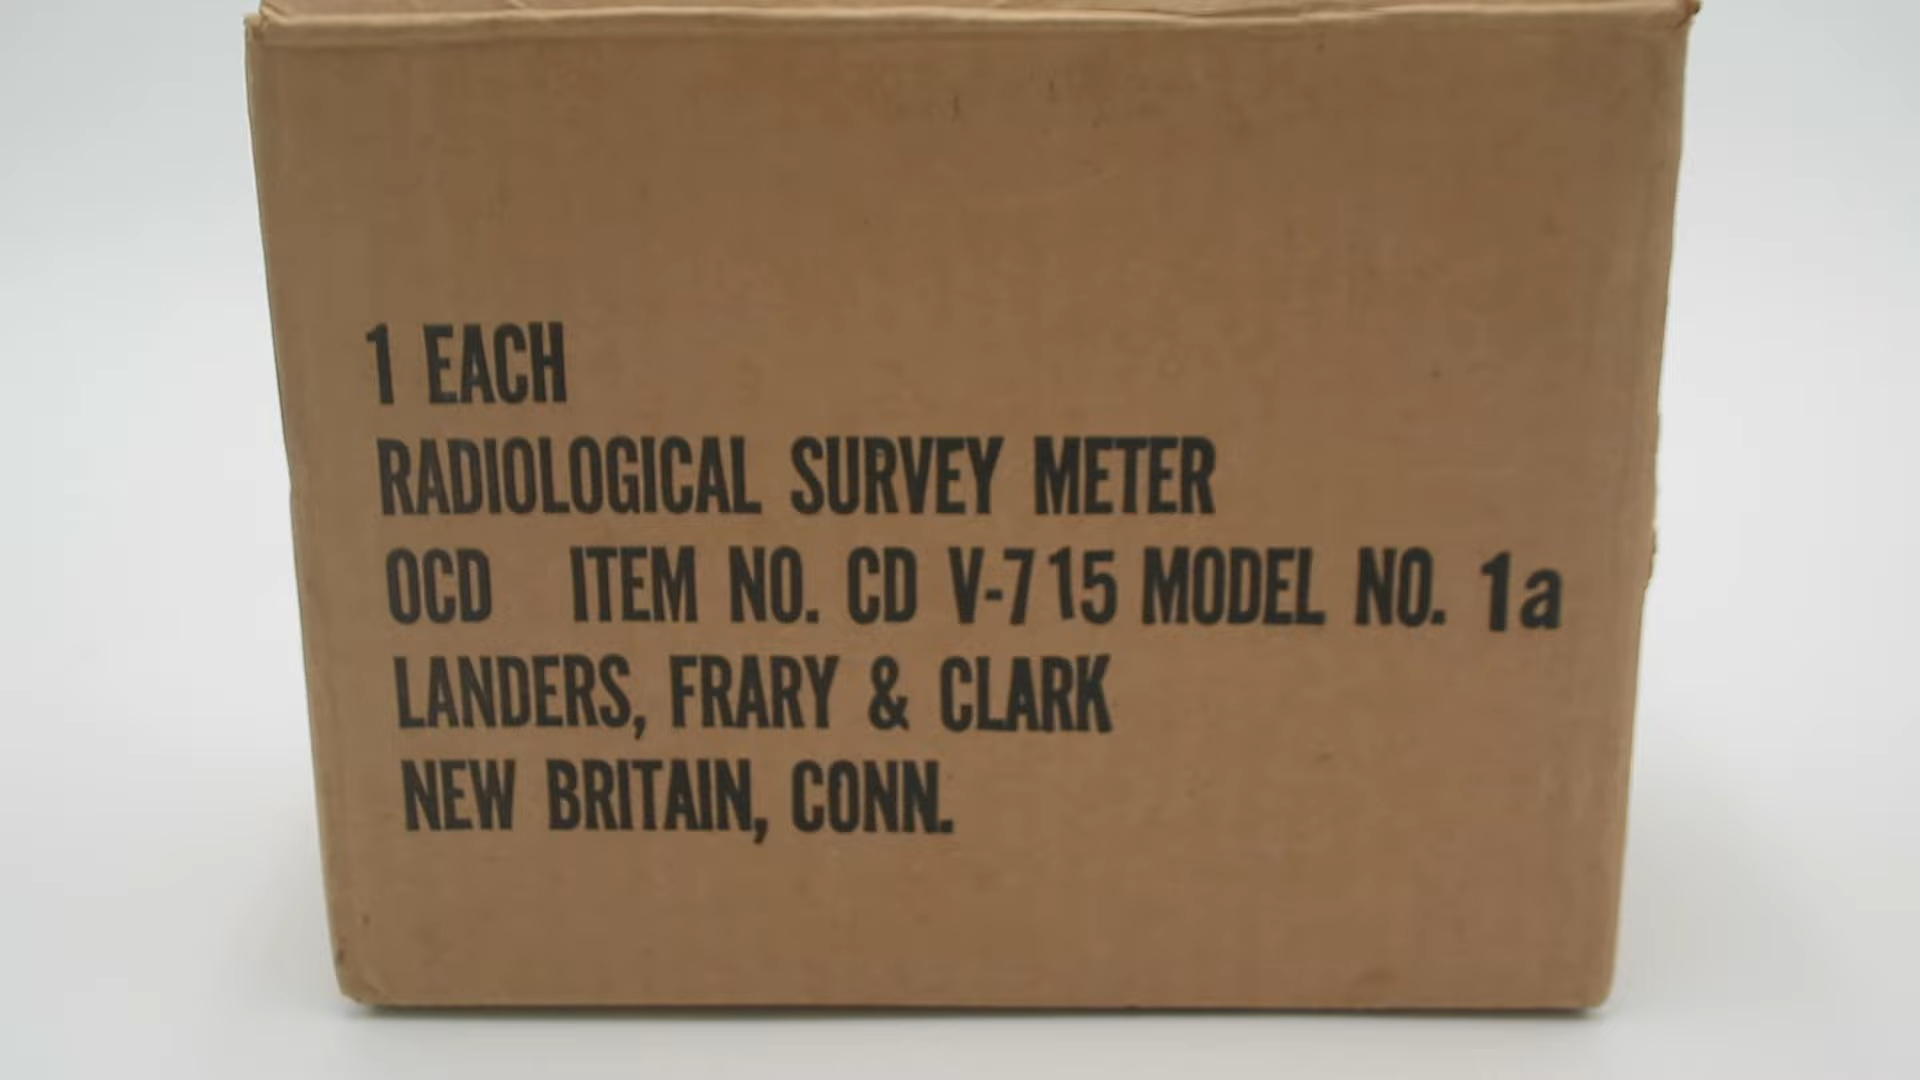 1 EACH
RADIOLOGICAL SURVEY METER
OCD ITEM NO. CD V-715 MODEL NO. 1a
LANDERS, FRARY & CLARK
NEW BRITAIN, CONN.